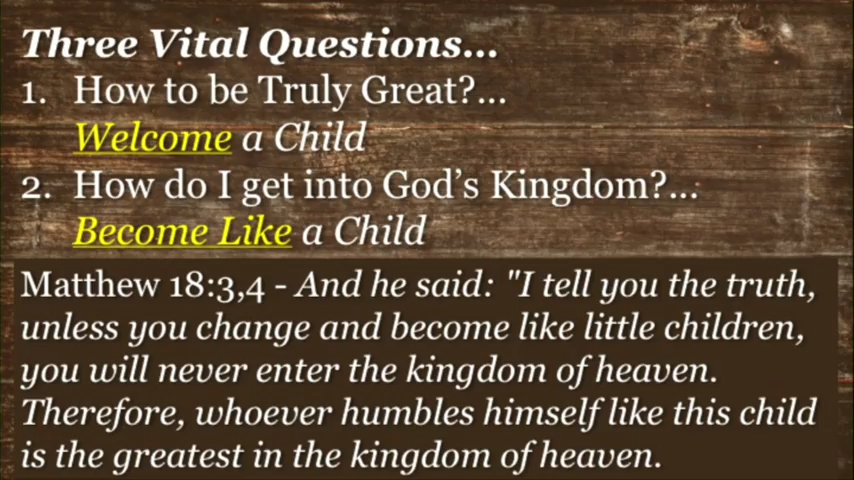 Three Vital Questions...
1. How to be Truly Great?...
Welcome a Child
2. How do I get into God's Kingdom?...
Become Like a Child
Matthew 18:3,4 - And he said: "I tell you the truth,
unless you change and become like little children,
you will never enter the kingdom of heaven.
Therefore, whoever humbles himself like this child
is the greatest in the kingdom of heaven.